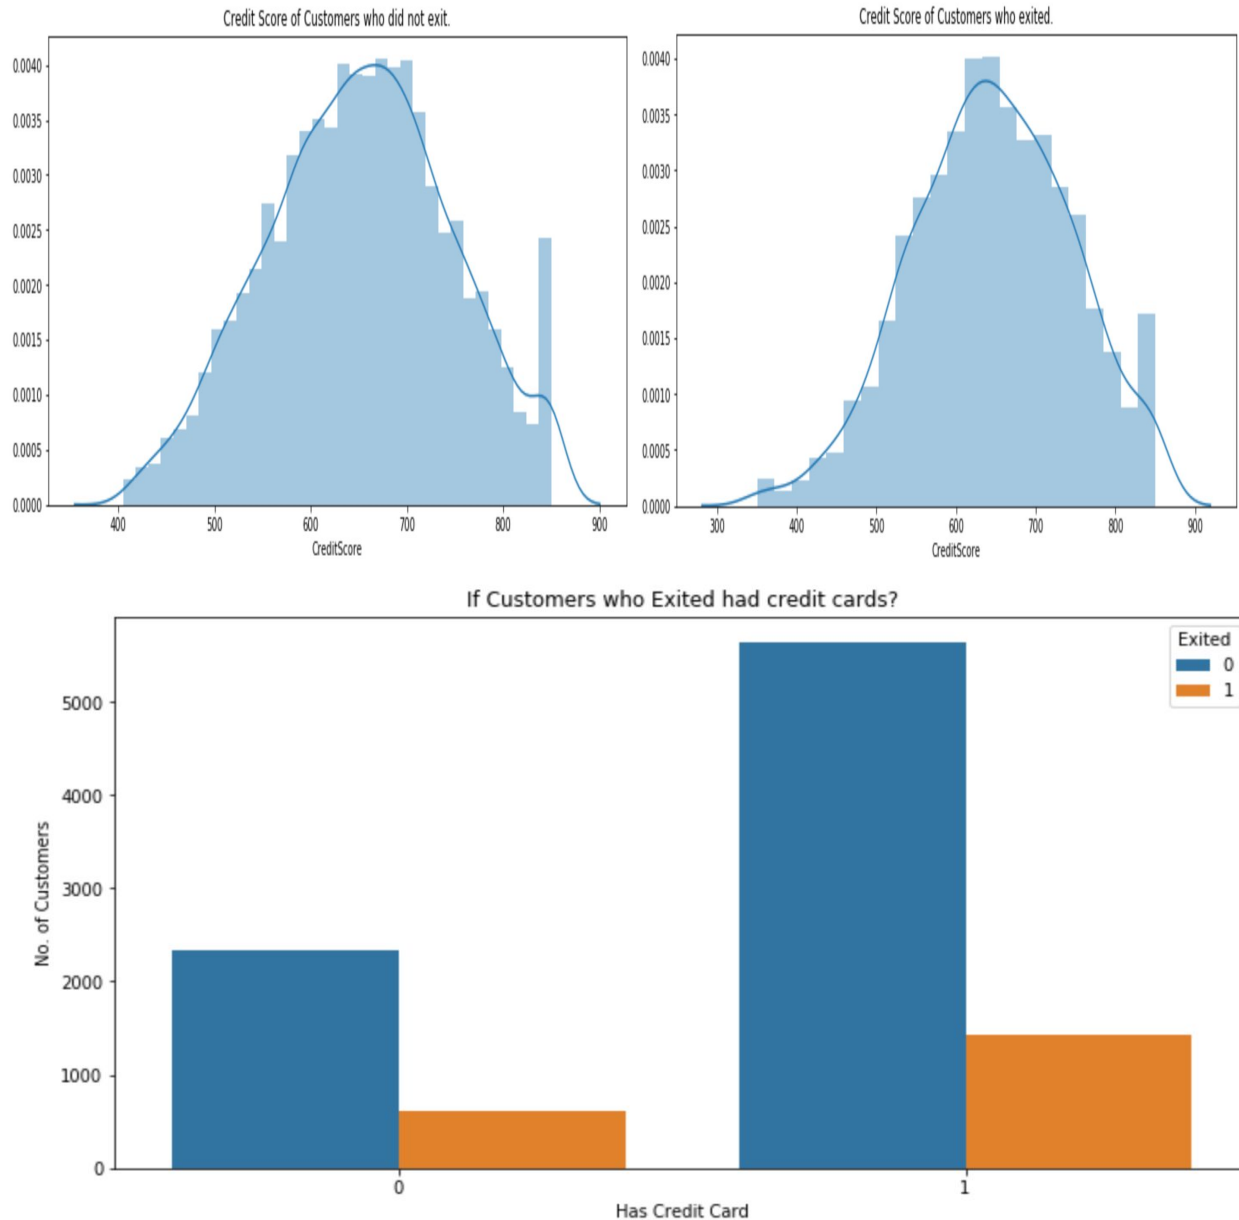 Credit Score of Customers who did not exit.
0.0040
0.0035
0.0030
0.0025
0.0020
0.0015
0.0010
0.0005
0.0000
400 500 600 700 800 900
CreditScore
Credit Score of Customers who exited.
0.0040
0.0035
0.0030
0.0025
0.0020
0.0015
0.0010
0.0005
0.0000
300 400 500 600 700 800 900
CreditScore
If Customers who Exited had credit cards?
Exited
0
1
No. of Customers
5000
4000
3000
2000
1000
0
0 1
Has Credit Card